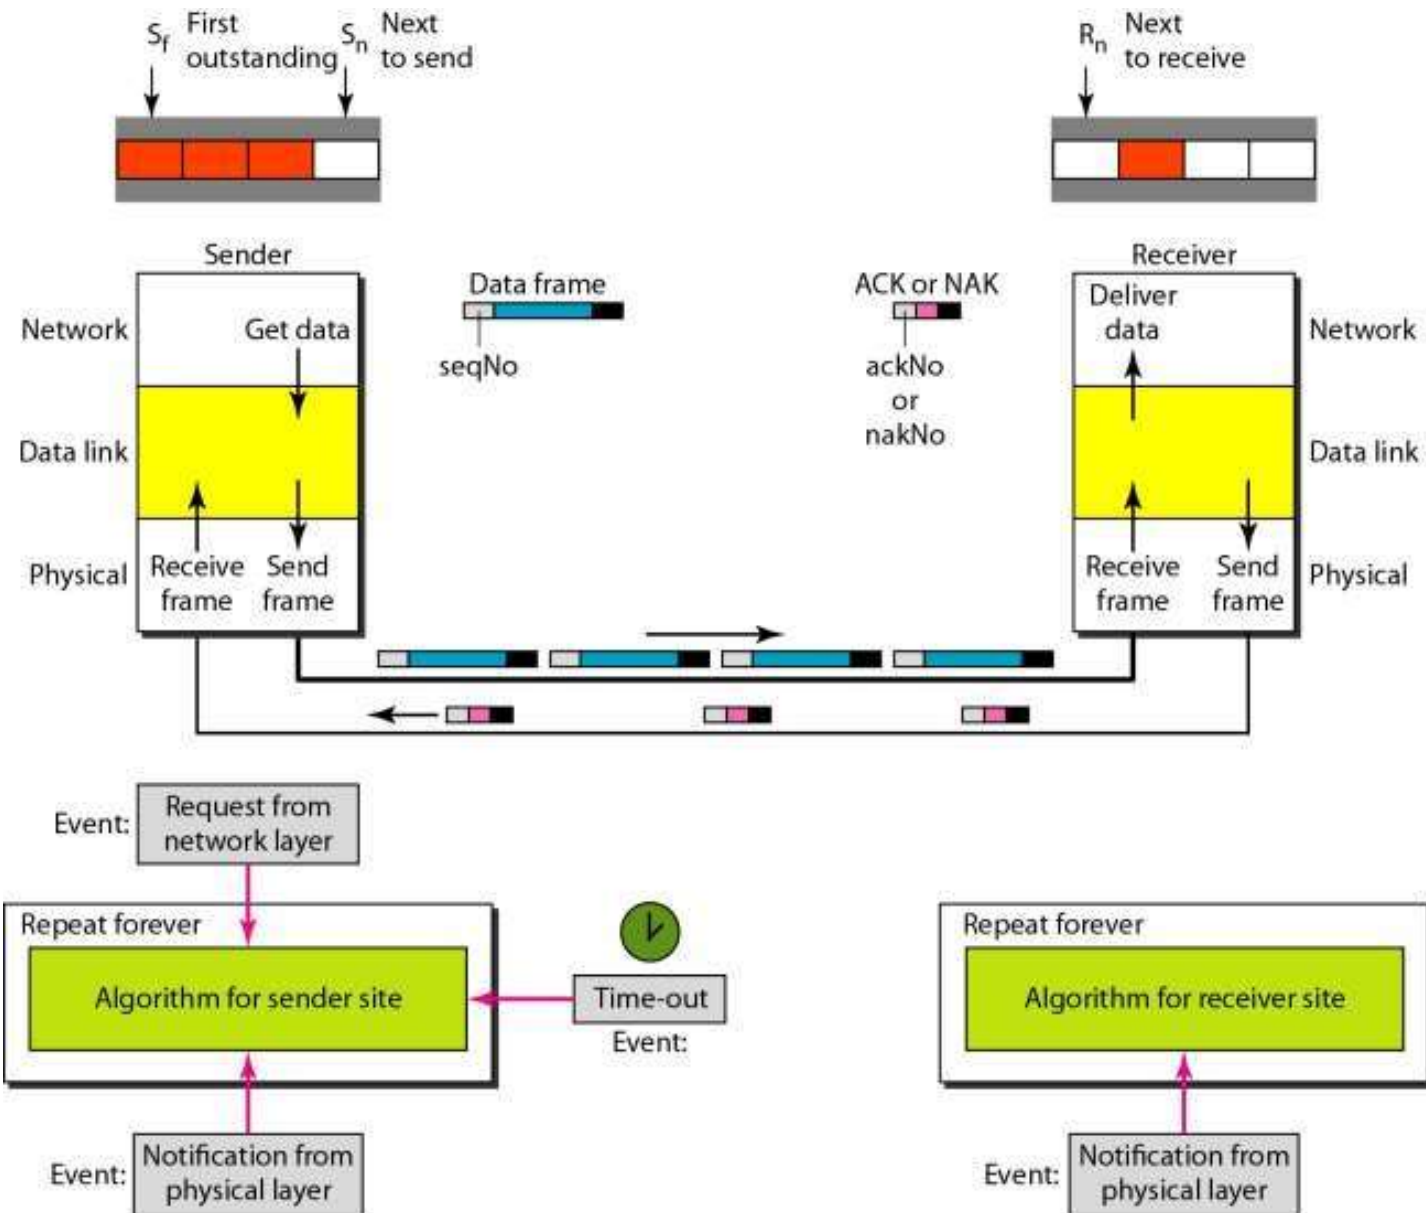 Sf First
outstanding
Sn Next
to send
Rn Next
to receive
Sender
Receiver
Data frame
seqNo
ACK or NAK
ackNo
or
nakNo
Network
Get data
Deliver
data
Network
Data link
Data link
Physical
Receive
frame
Send
frame
Receive
frame
Send
frame
Physical
Event:
Request from
network layer
Repeat forever
Algorithm for sender site
Time-out
Event:
Event:
Notification from
physical layer
Repeat forever
Algorithm for receiver site
Event:
Notification from
physical layer